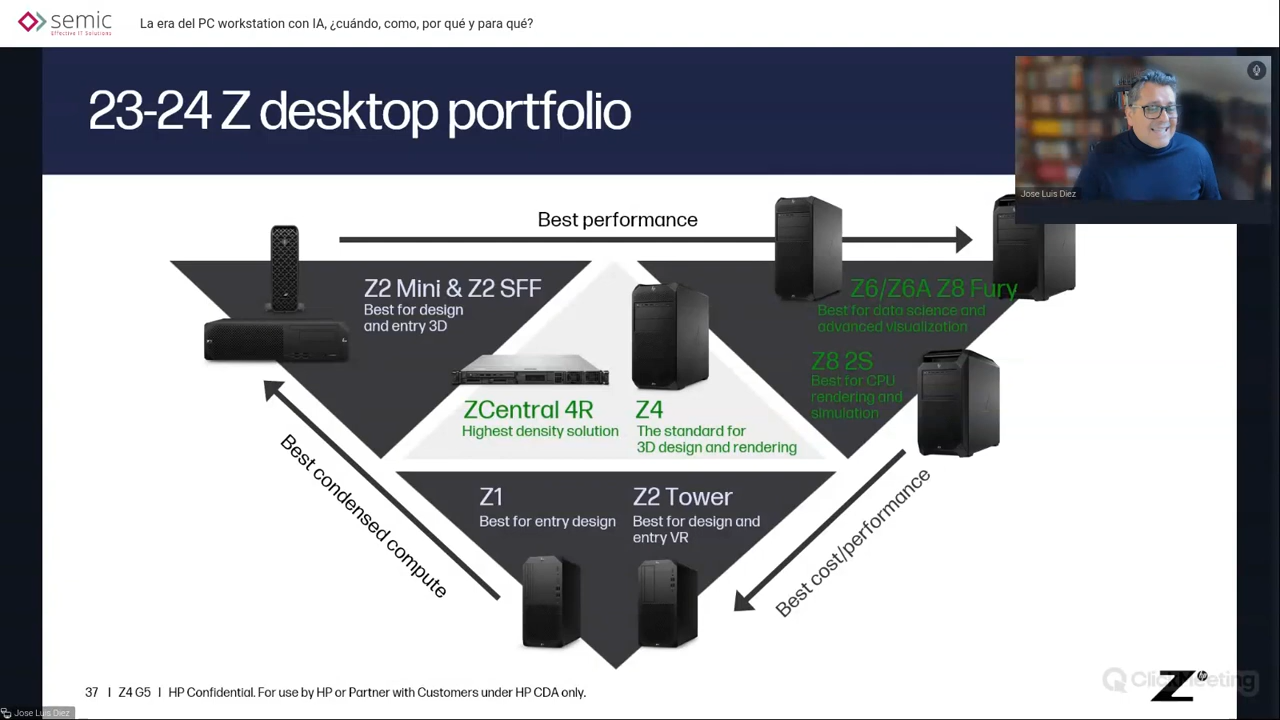 semic
Effective IT Solutions
La era del PC workstation con IA, ¿cuándo, como, por qué y para qué?
23-24 Z desktop portfolio
Jose Luis Diez
Best performance
Z2 Mini & Z2 SFF
Best for design
and entry 3D
Z6/Z6A Z8 Fury
Best for data science and
advanced visualization
Z8 2S
Best for CPU
rendering and
simulation
ZCentral 4R
Highest density solution
Z4
The standard for
3D design and rendering
Best condensed compute
Z1
Best for entry design
Z2 Tower
Best for design and
entry VR
Best cost/performance
37 I Z4 G5 I HP Confidential. For use by HP or Partner with Customers under HP CDA only.
ClickMeeting
Z
hp
Jose Luis Diez